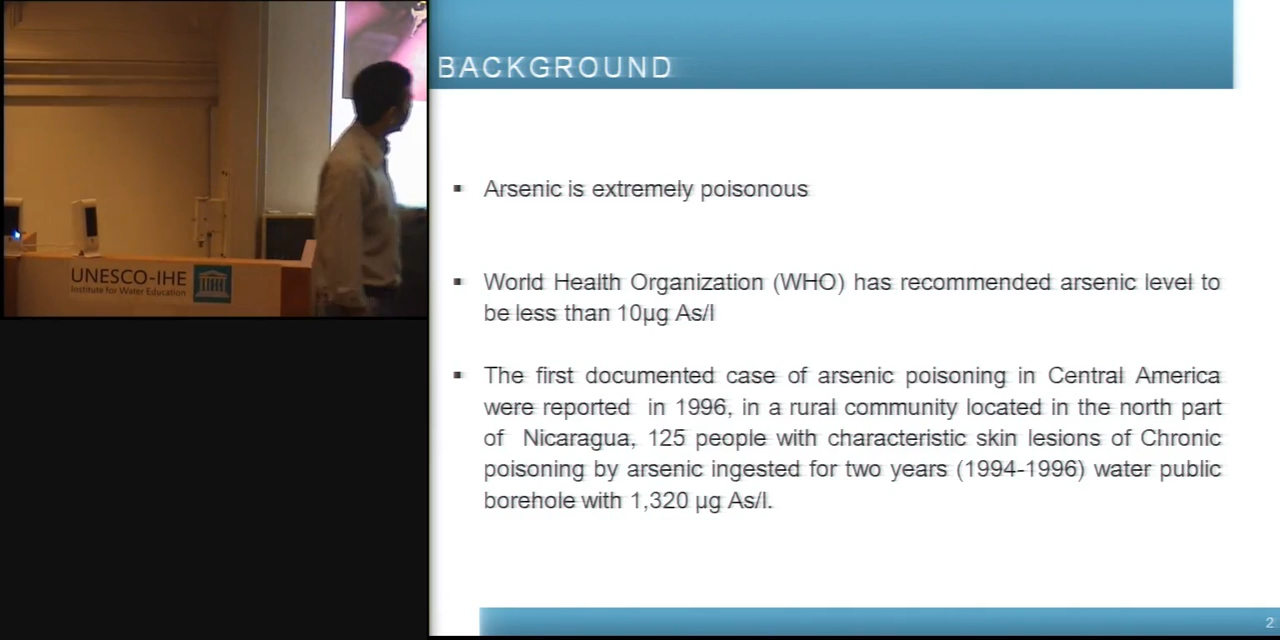 BACKGROUND
▪ Arsenic is extremely poisonous
▪ World Health Organization (WHO) has recommended arsenic level to
be less than 10µg As/l
▪ The first documented case of arsenic poisoning in Central America
were reported in 1996, in a rural community located in the north part
of Nicaragua, 125 people with characteristic skin lesions of Chronic
poisoning by arsenic ingested for two years (1994-1996) water public
borehole with 1,320 µg As/l.
2
UNESCO-IHE
Institute for Water Education